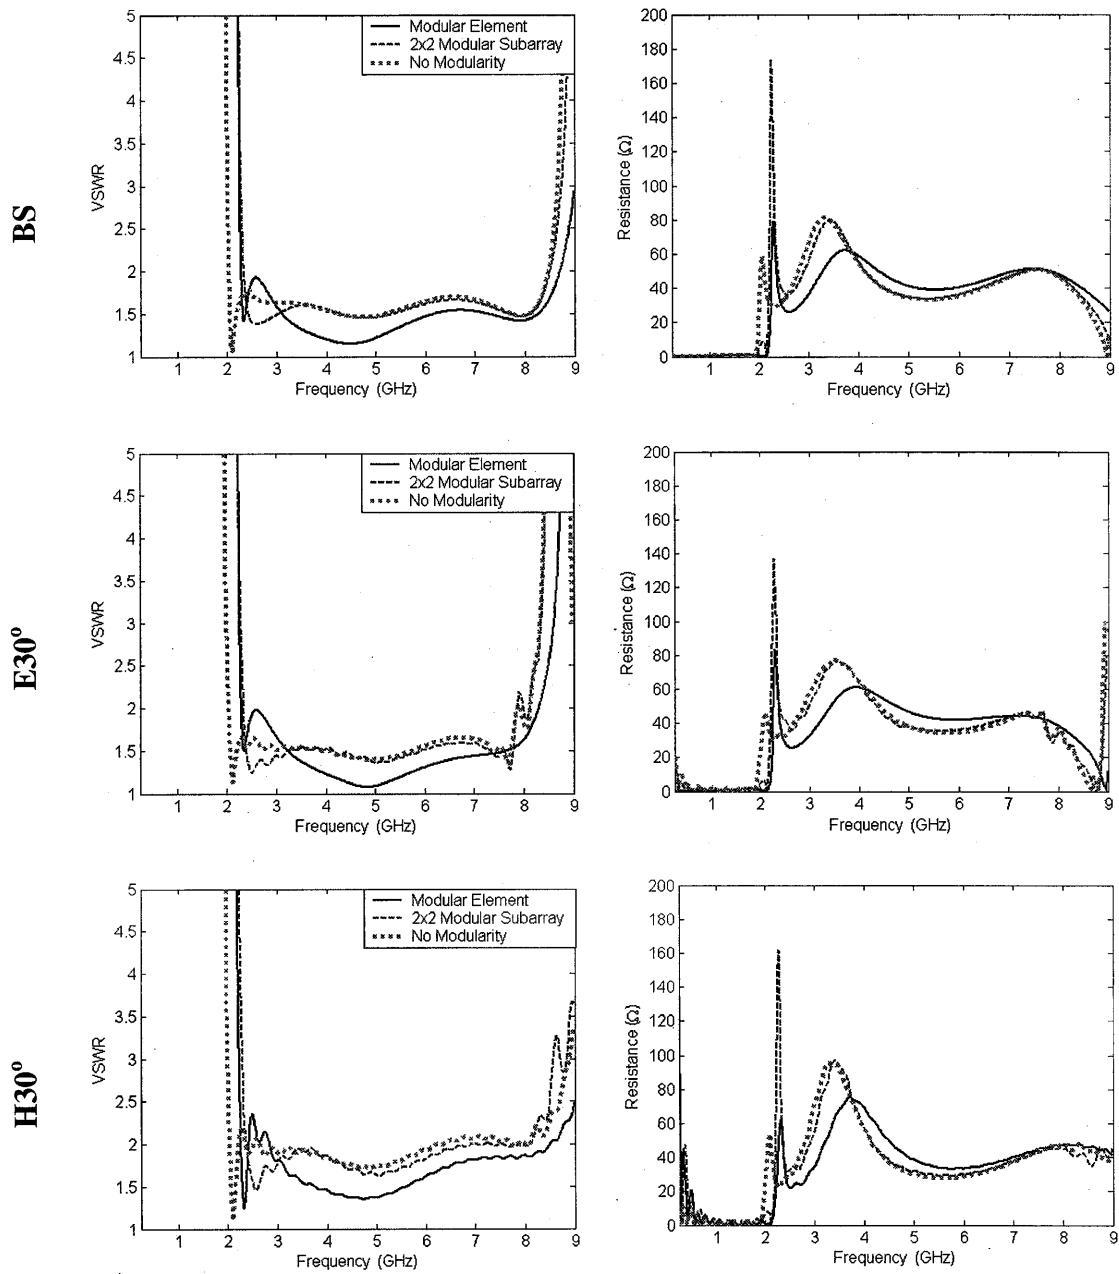 BS
5
4.5
4
3.5
3
2.5
2
1.5
1
VSWR
1 2 3 4 5 6 7 8 9
Frequency (GHz)
Modular Element
2x2 Modular Subarray
No Modularity
200
180
160
140
120
100
80
60
40
20
0
Resistance (Ω)
1 2 3 4 5 6 7 8 9
Frequency (GHz)
E30º
5
4.5
4
3.5
3
2.5
2
1.5
1
VSWR
1 2 3 4 5 6 7 8 9
Frequency (GHz)
Modular Element
2x2 Modular Subarray
No Modularity
200
180
160
140
120
100
80
60
40
20
0
Resistance (Ω)
1 2 3 4 5 6 7 8 9
Frequency (GHz)
H30º
5
4.5
4
3.5
3
2.5
2
1.5
1
VSWR
1 2 3 4 5 6 7 8 9
Frequency (GHz)
Modular Element
2x2 Modular Subarray
No Modularity
200
180
160
140
120
100
80
60
40
20
0
Resistance (Ω)
1 2 3 4 5 6 7 8 9
Frequency (GHz)